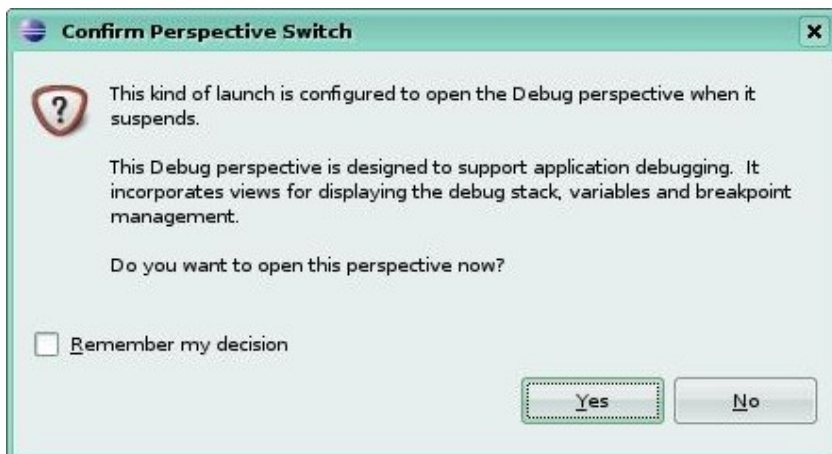 Confirm Perspective Switch
This kind of launch is configured to open the Debug perspective when it
suspends.
This Debug perspective is designed to support application debugging. It
incorporates views for displaying the debug stack, variables and breakpoint
management.
Do you want to open this perspective now?
Remember my decision
Yes
No